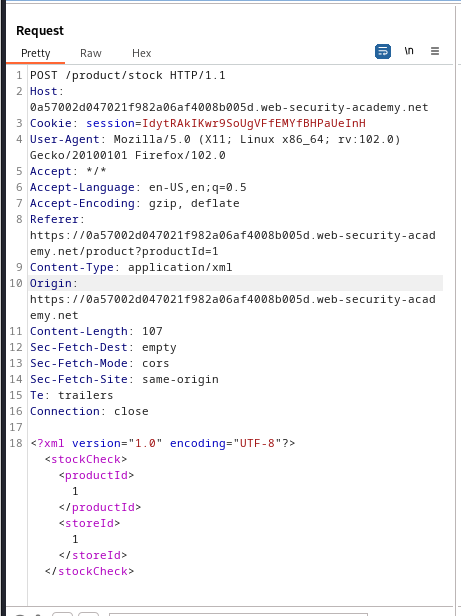 Request
Pretty Raw Hex
\n
1 POST /product/stock HTTP/1.1
2 Host:
0a57002d047021f982a06af4008b005d.web-security-academy.net
3 Cookie: session=IdytRAkIKwr9SoUgVFfEMYfBHPaUeInH
4 User-Agent: Mozilla/5.0 (X11; Linux x86_64; rv:102.0)
Gecko/20100101 Firefox/102.0
5 Accept: */*
6 Accept-Language: en-US,en;q=0.5
7 Accept-Encoding: gzip, deflate
8 Referer:
https://0a57002d047021f982a06af4008b005d.web-security-acad
emy.net/product?productId=1
9 Content-Type: application/xml
10 Origin:
https://0a57002d047021f982a06af4008b005d.web-security-acad
emy.net
11 Content-Length: 107
12 Sec-Fetch-Dest: empty
13 Sec-Fetch-Mode: cors
14 Sec-Fetch-Site: same-origin
15 Te: trailers
16 Connection: close
17
18 <?xml version="1.0" encoding="UTF-8"?>
<stockCheck>
<productId>
1
</productId>
<storeId>
1
</storeId>
</stockCheck>